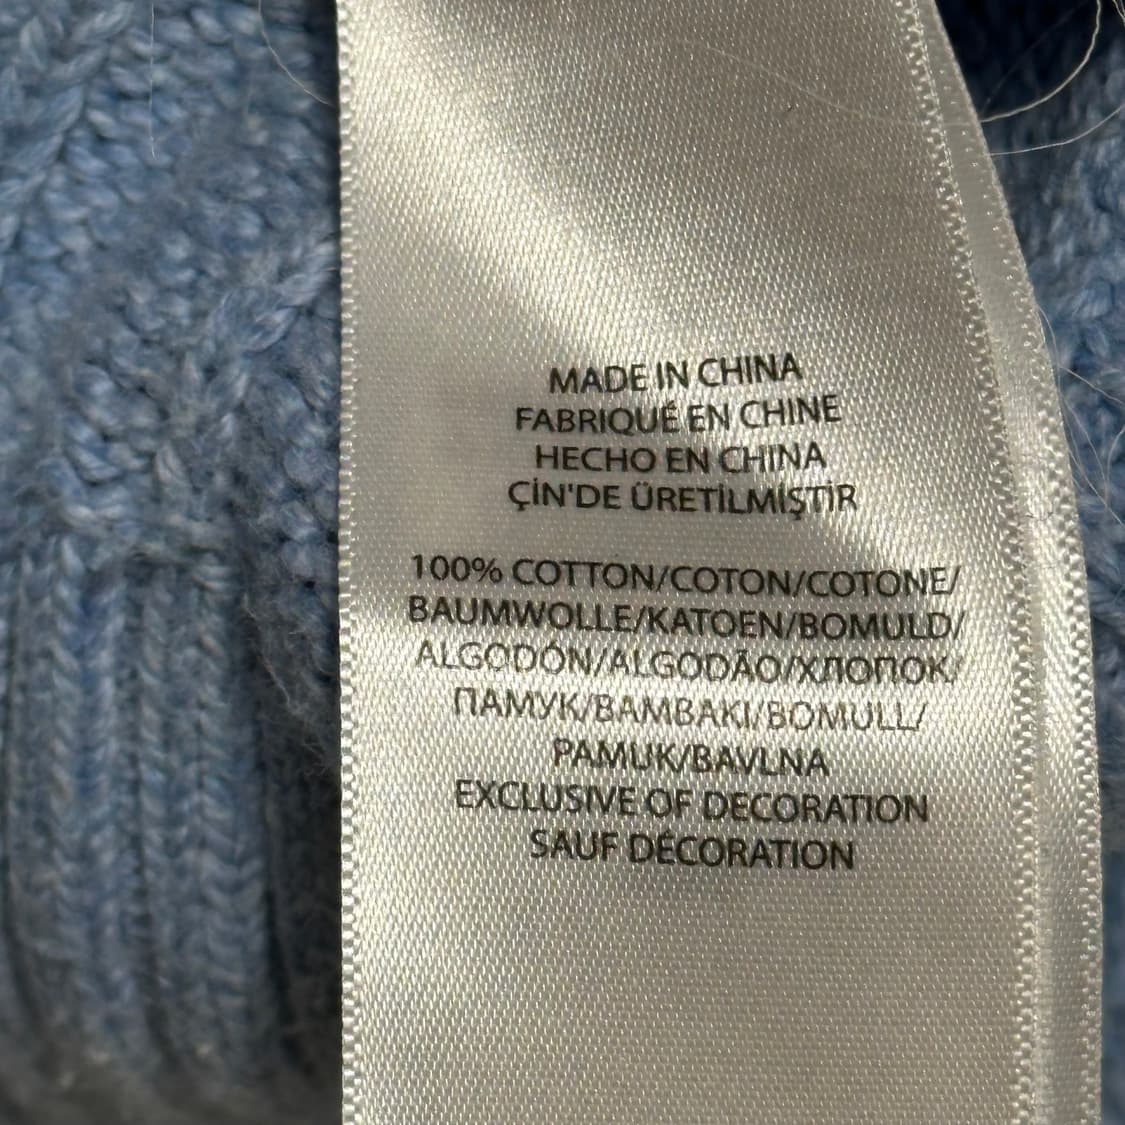 MADE IN CHINA
FABRIQUÉ EN CHINE
HECHO EN CHINA
ÇİN'DE ÜRETİLMİŞTİR
100% COTTON/COTON/COTONE/
BAUMWOLLE/KATOEN/BOMULD/
ALGODÓN/ALGODÃO/ХЛОПОК/
ПАМУК/BAMBAKI/BOMULL/
PAMUK/BAVLNA
EXCLUSIVE OF DECORATION
SAUF DÉCORATION